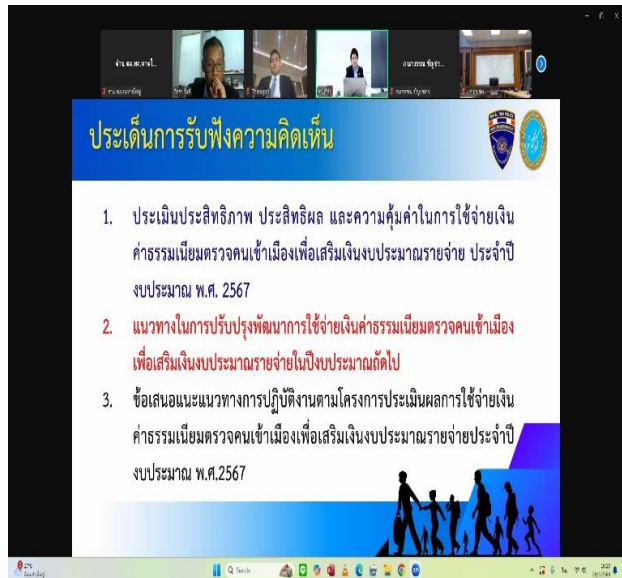 ประเด็นการรับฟังความคิดเห็น
1. ประเมินประสิทธิภาพ ประสิทธิผล และความคุ้มค่าในการใช้จ่ายเงิน
ค่าธรรมเนียมตรวจคนเข้าเมืองเพื่อเสริมเงินงบประมาณรายจ่าย ประจำปี
งบประมาณ พ.ศ. 2567
2. แนวทางในการปรับปรุงพัฒนาการใช้จ่ายเงินค่าธรรมเนียมตรวจคนเข้าเมือง
เพื่อเสริมเงินงบประมาณรายจ่ายในปีงบประมาณถัดไป
3. ข้อเสนอแนะแนวทางการปฏิบัติงานตามโครงการประเมินผลการใช้จ่ายเงิน
ค่าธรรมเนียมตรวจคนเข้าเมืองเพื่อเสริมเงินงบประมาณรายจ่ายประจำปี
งบประมาณ พ.ศ.2567
Search